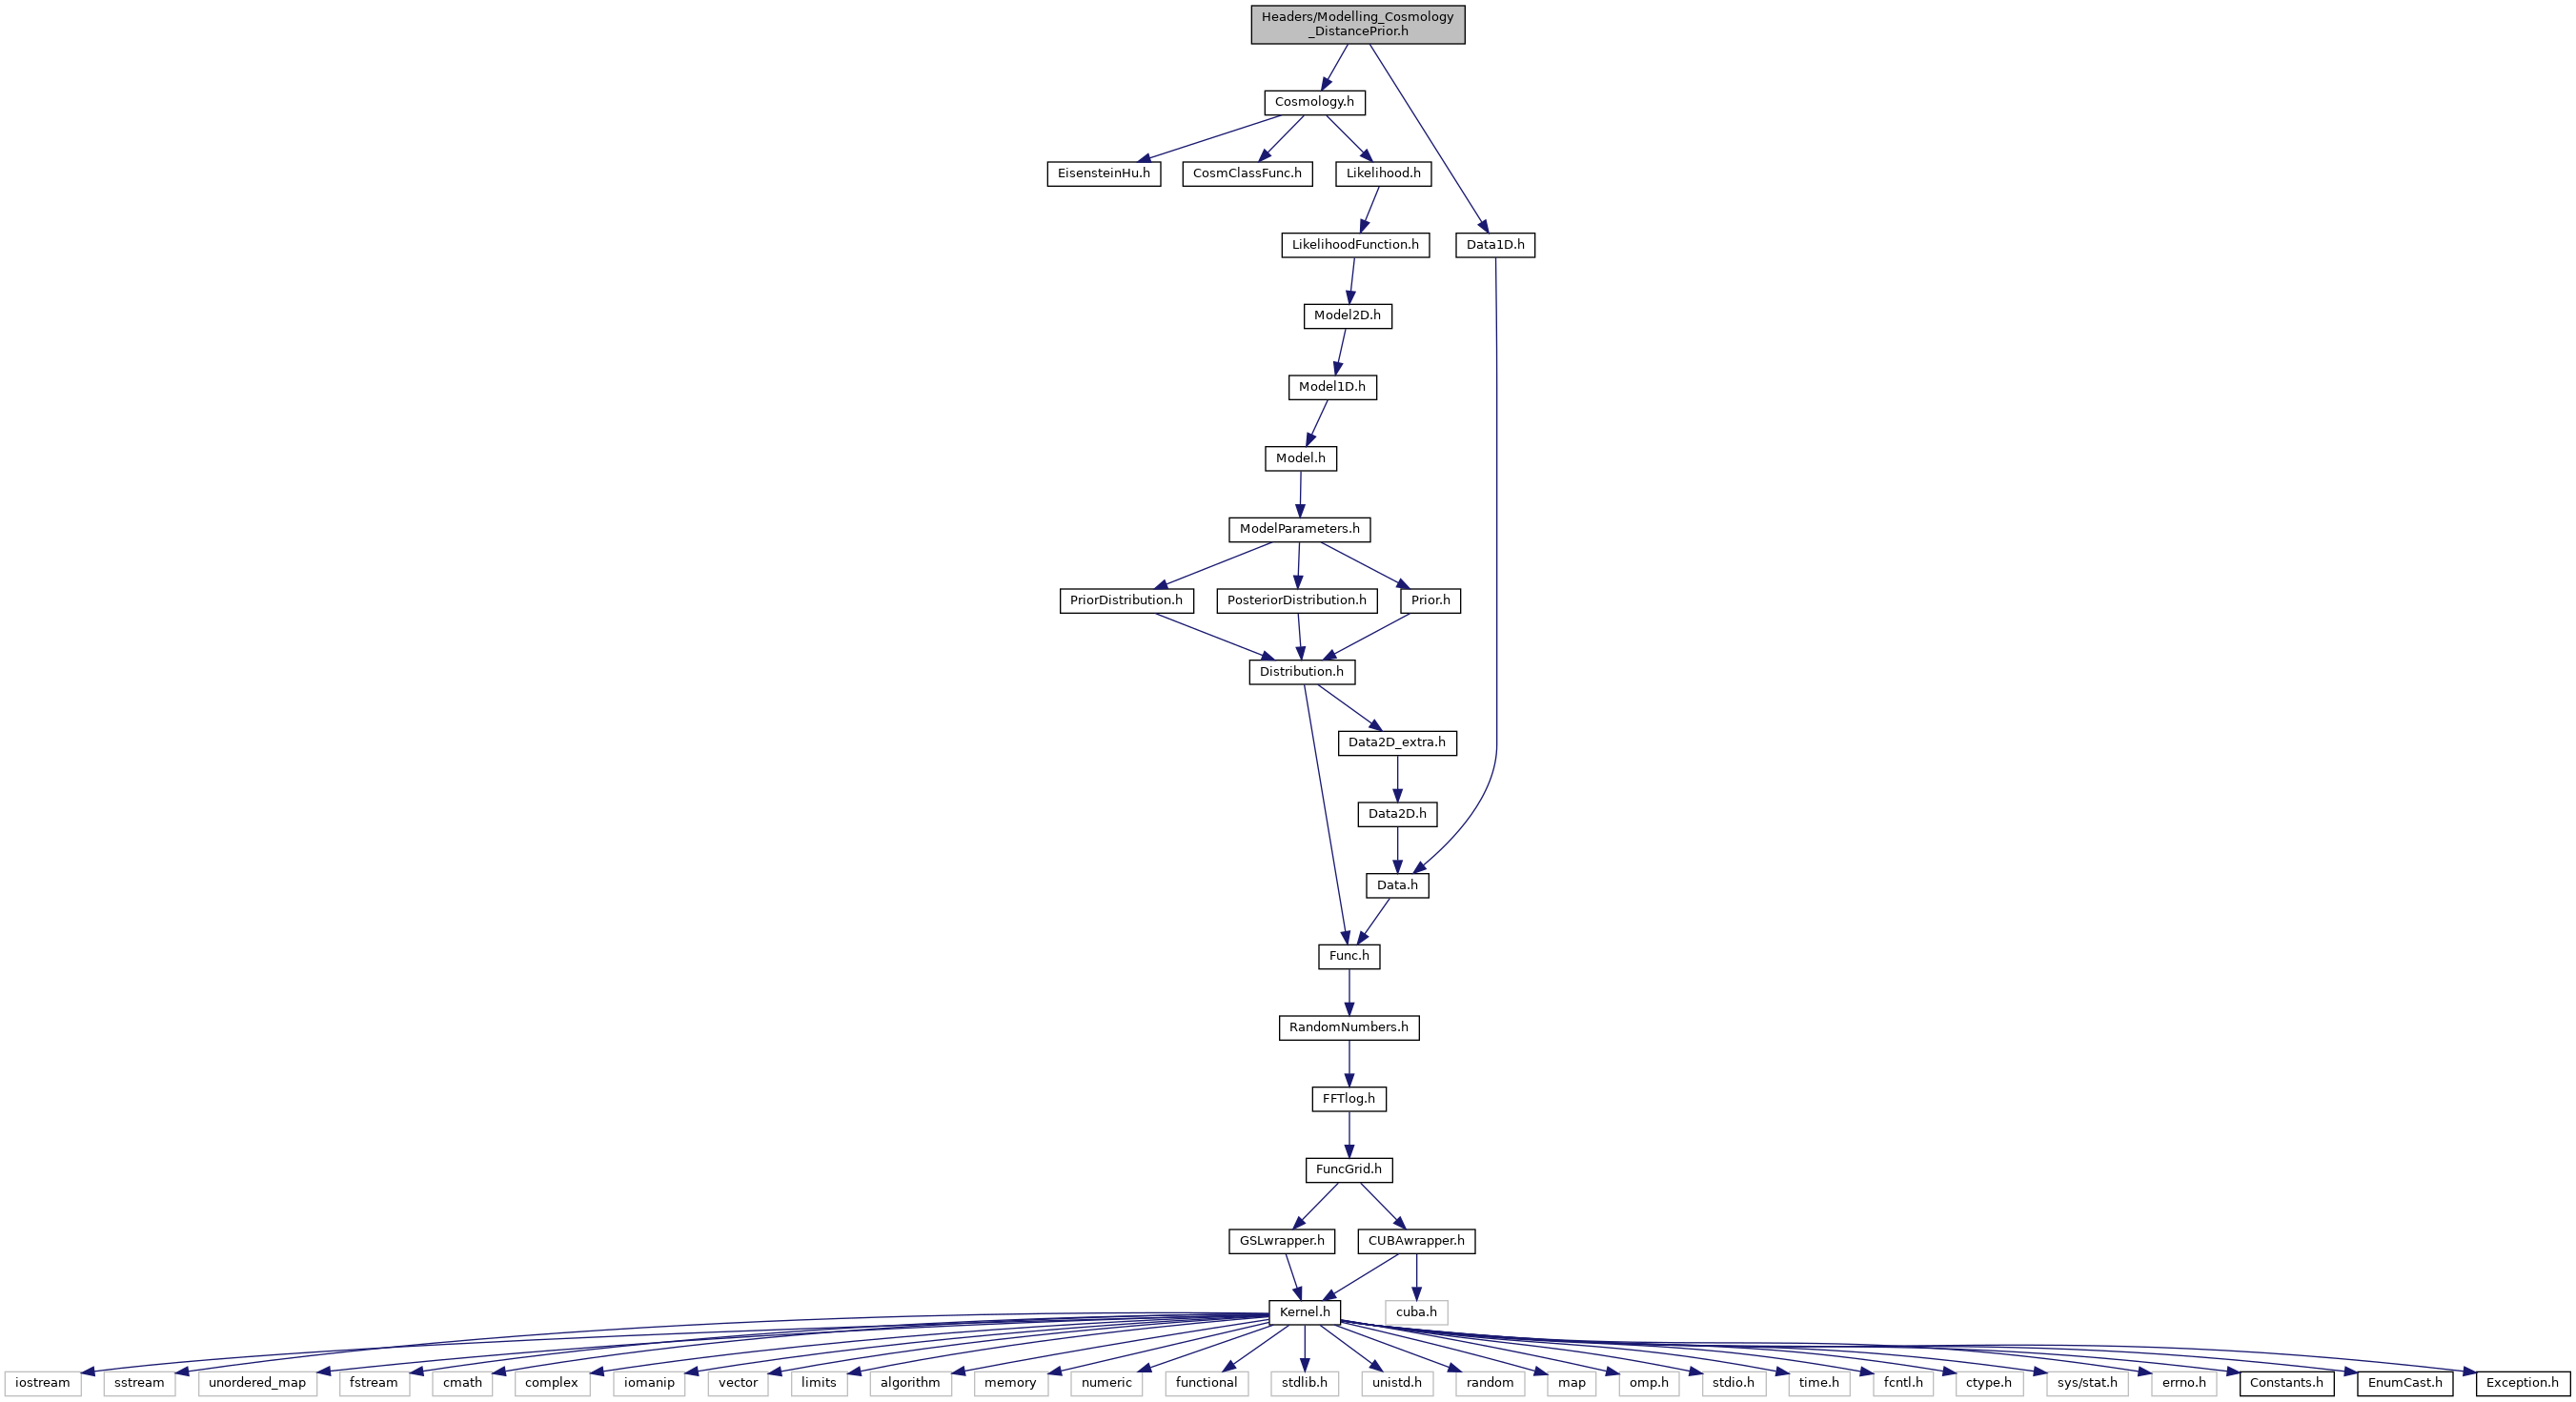 Headers/Modelling_Cosmology
_DistancePrior.h
Cosmology.h
EisensteinHu.h
CosmClassFunc.h
Likelihood.h
LikelihoodFunction.h
Data1D.h
Model2D.h
Model1D.h
Model.h
ModelParameters.h
PriorDistribution.h
PosteriorDistribution.h
Prior.h
Distribution.h
Data2D_extra.h
Data2D.h
Data.h
Func.h
RandomNumbers.h
FFTlog.h
FuncGrid.h
GSLwrapper.h
CUBAwrapper.h
Kernel.h
cuba.h
iostream
sstream
unordered_map
fstream
cmath
complex
iomanip
vector
limits
algorithm
memory
numeric
functional
stdlib.h
unistd.h
random
map
omp.h
stdio.h
time.h
fcntl.h
ctype.h
sys/stat.h
errno.h
Constants.h
EnumCast.h
Exception.h